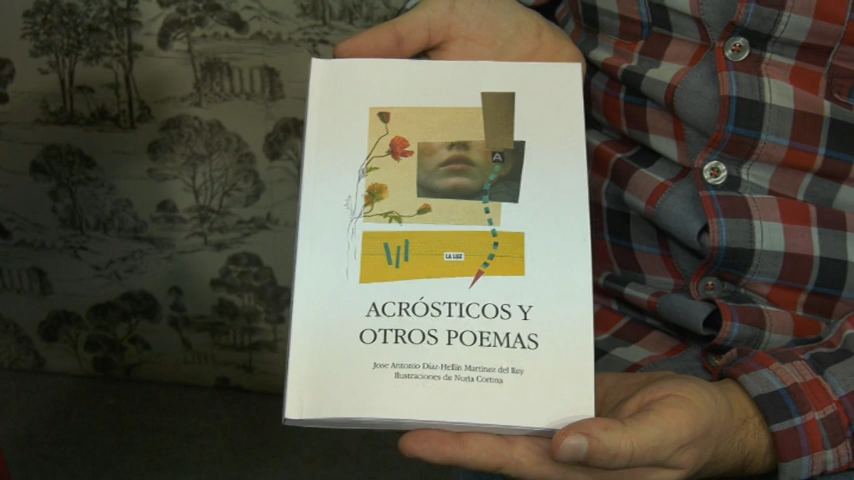 A
LA LUZ
ACRÓSTICOS Y
OTROS POEMAS
Jose Antonio Díaz-Hellín Martínez del Rey
Ilustraciones de Nuria Cortina